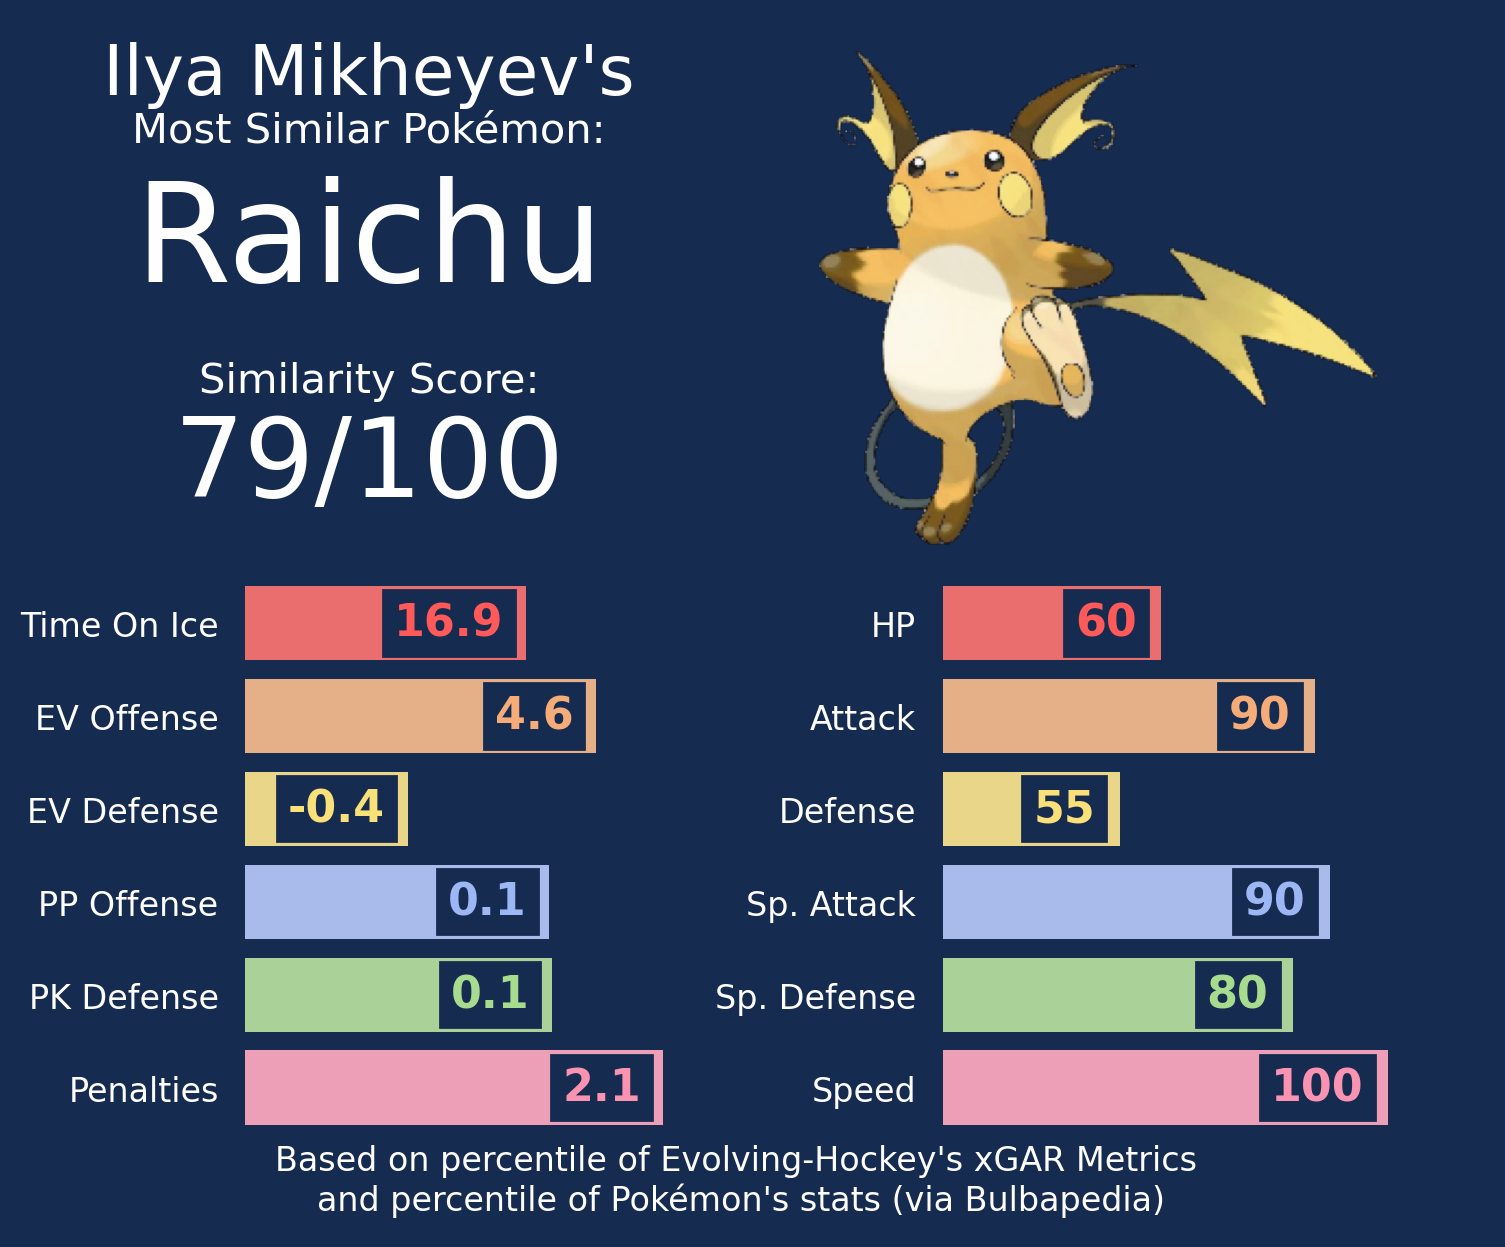 Ilya Mikheyev's
Most Similar Pokémon:
Raichu
Similarity Score:
79/100
Time On Ice 16.9
EV Offense 4.6
EV Defense -0.4
PP Offense 0.1
PK Defense 0.1
Penalties 2.1
HP 60
Attack 90
Defense 55
Sp. Attack 90
Sp. Defense 80
Speed 100
Based on percentile of Evolving-Hockey's xGAR Metrics
and percentile of Pokémon's stats (via Bulbapedia)